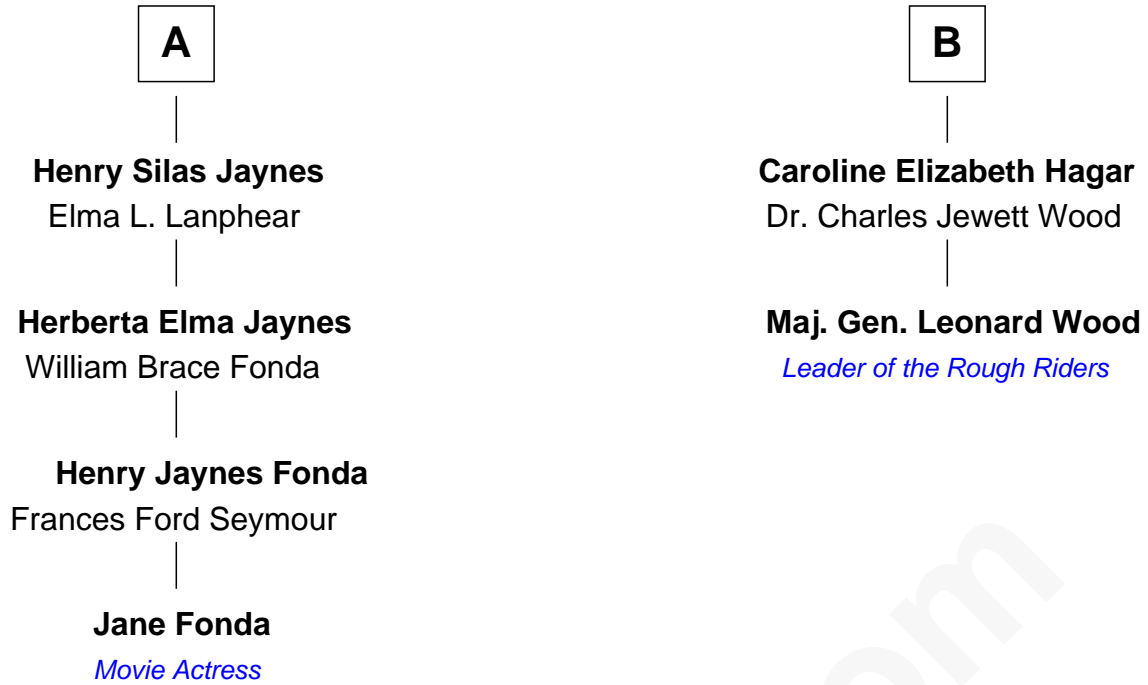 A
Henry Silas Jaynes
Elma L. Lanphear
Herberta Elma Jaynes
William Brace Fonda
Henry Jaynes Fonda
Frances Ford Seymour
Jane Fonda
Movie Actress
B
Caroline Elizabeth Hagar
Dr. Charles Jewett Wood
Maj. Gen. Leonard Wood
Leader of the Rough Riders
om